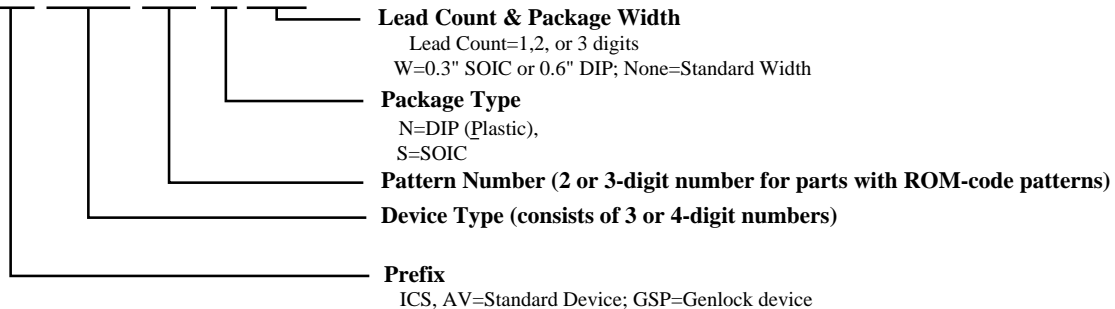 Lead Count & Package Width
Lead Count=1,2, or 3 digits
W=0.3" SOIC or 0.6" DIP; None=Standard Width
Package Type
N=DIP (Plastic),
S=SOIC
Pattern Number (2 or 3-digit number for parts with ROM-code patterns)
Device Type (consists of 3 or 4-digit numbers)
Prefix
ICS, AV=Standard Device; GSP=Genlock device